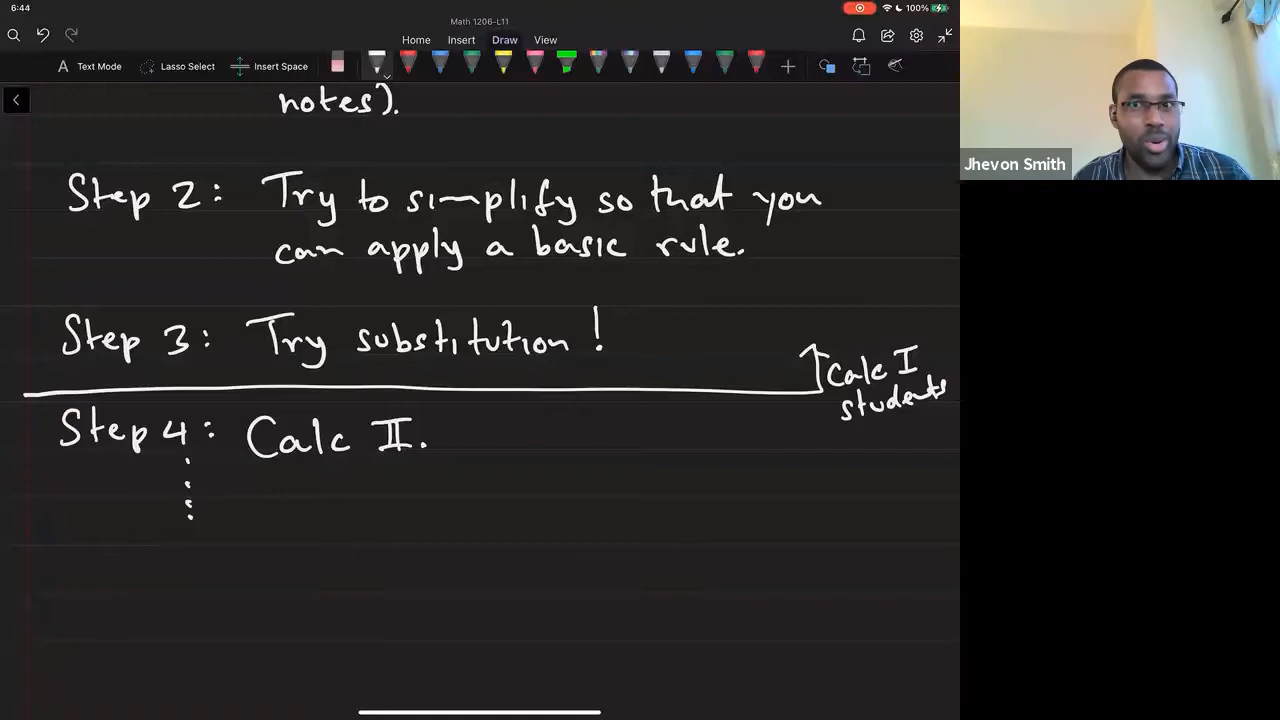 6:44
100%
Math 1206-L11
Home Insert Draw View
Text Mode Lasso Select Insert Space
notes).
Step 2: Try to simplify so that you
can apply a basic rule.
Step 3: Try substitution!
Calc I
students
Step 4: Calc II.
Jhevon Smith